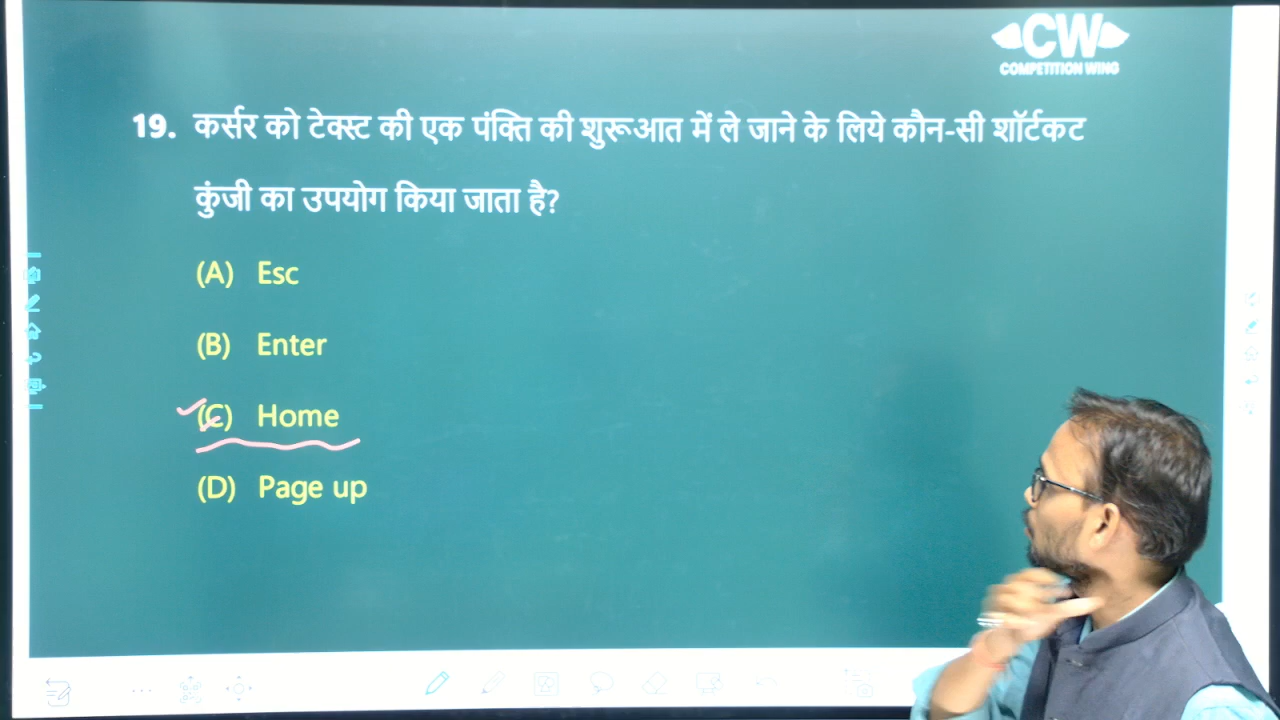 CW
COMPETITION WING
19. कर्सर को टेक्स्ट की एक पंक्ति की शुरूआत में ले जाने के लिये कौन-सी शॉर्टकट
कुंजी का उपयोग किया जाता है?
(A) Esc
(B) Enter
(C) Home
(D) Page up